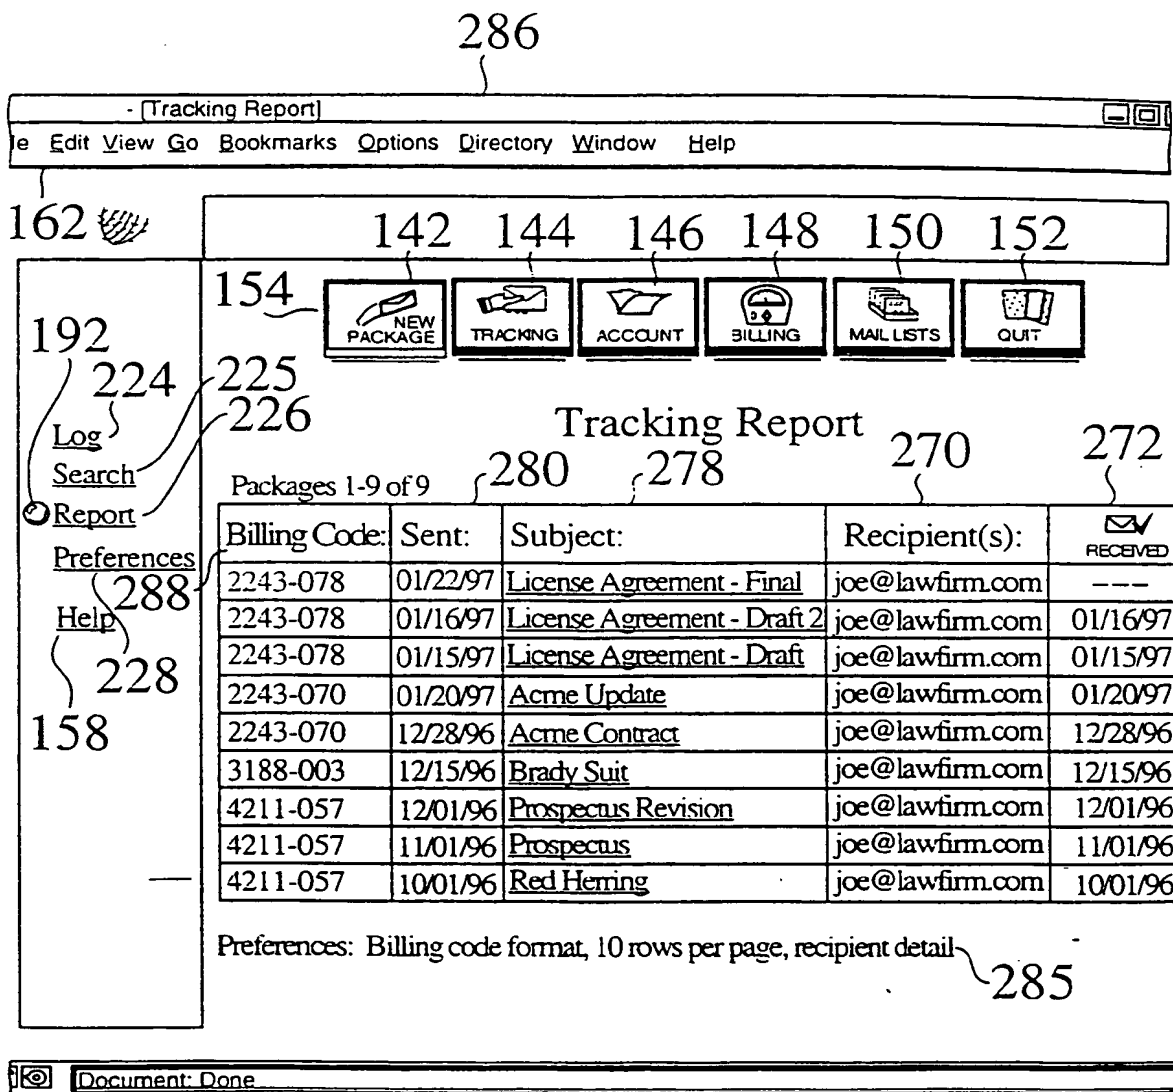 286
- [Tracking Report]
le Edit View Go Bookmarks Options Directory Window Help
162 142 144 146 148 150 152
154 NEW PACKAGE TRACKING ACCOUNT BILLING MAIL LISTS QUIT
192
224 225
226
Log
Search
Report
Preferences
288
Help
228
158
Tracking Report
280 278 270 272
Packages 1-9 of 9
Billing Code: Sent: Subject: Recipient(s): RECEIVED
2243-078 01/22/97 License Agreement - Final joe@lawfirm.com ---
2243-078 01/16/97 License Agreement - Draft 2 joe@lawfirm.com 01/16/97
2243-078 01/15/97 License Agreement - Draft joe@lawfirm.com 01/15/97
2243-070 01/20/97 Acme Update joe@lawfirm.com 01/20/97
2243-070 12/28/96 Acme Contract joe@lawfirm.com 12/28/96
3188-003 12/15/96 Brady Suit joe@lawfirm.com 12/15/96
4211-057 12/01/96 Prospectus Revision joe@lawfirm.com 12/01/96
4211-057 11/01/96 Prospectus joe@lawfirm.com 11/01/96
4211-057 10/01/96 Red Herring joe@lawfirm.com 10/01/96
Preferences: Billing code format, 10 rows per page, recipient detail
285
Document: Done